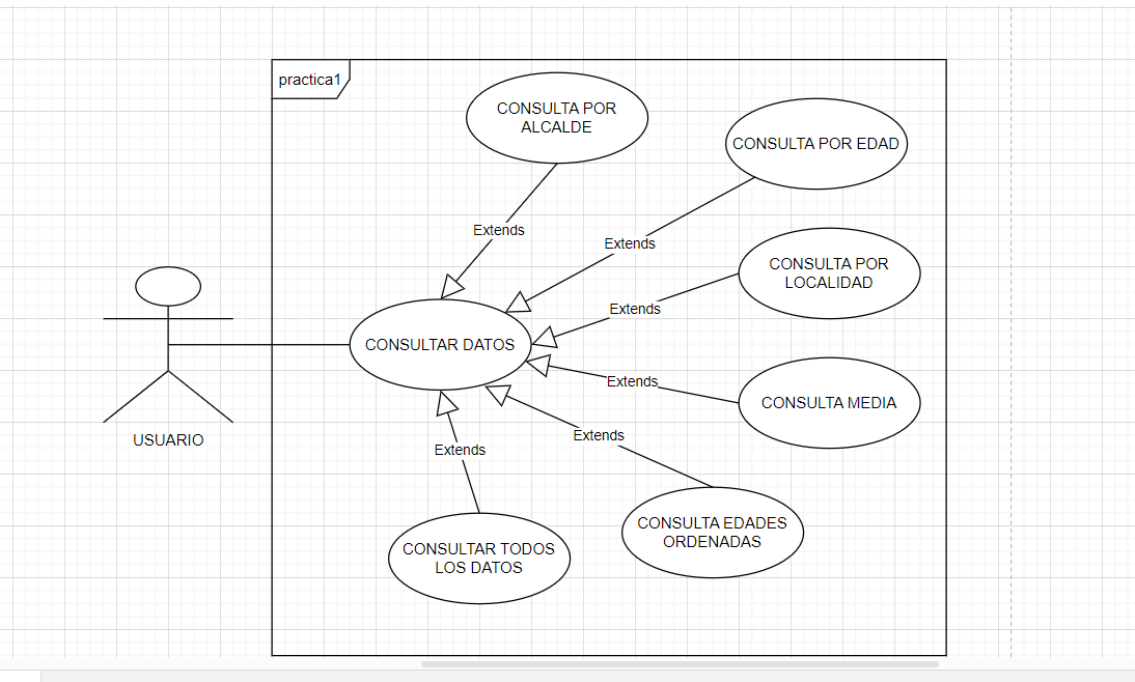 practica1
CONSULTA POR
ALCALDE
CONSULTA POR EDAD
Extends
Extends
CONSULTA POR
LOCALIDAD
Extends
CONSULTAR DATOS
Extends
CONSULTA MEDIA
USUARIO
Extends
Extends
CONSULTA EDADES
ORDENADAS
CONSULTAR TODOS
LOS DATOS